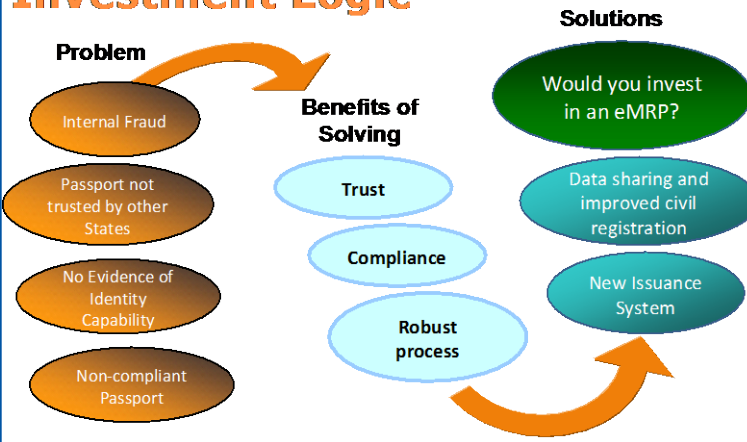 Investment Logic
Problem
Internal Fraud
Passport not
trusted by other
States
No Evidence of
Identity
Capability
Non-compliant
Passport
Benefits of
Solving
Trust
Compliance
Robust
process
Solutions
Would you invest
in an eMRP?
Data sharing and
improved civil
registration
New Issuance
System